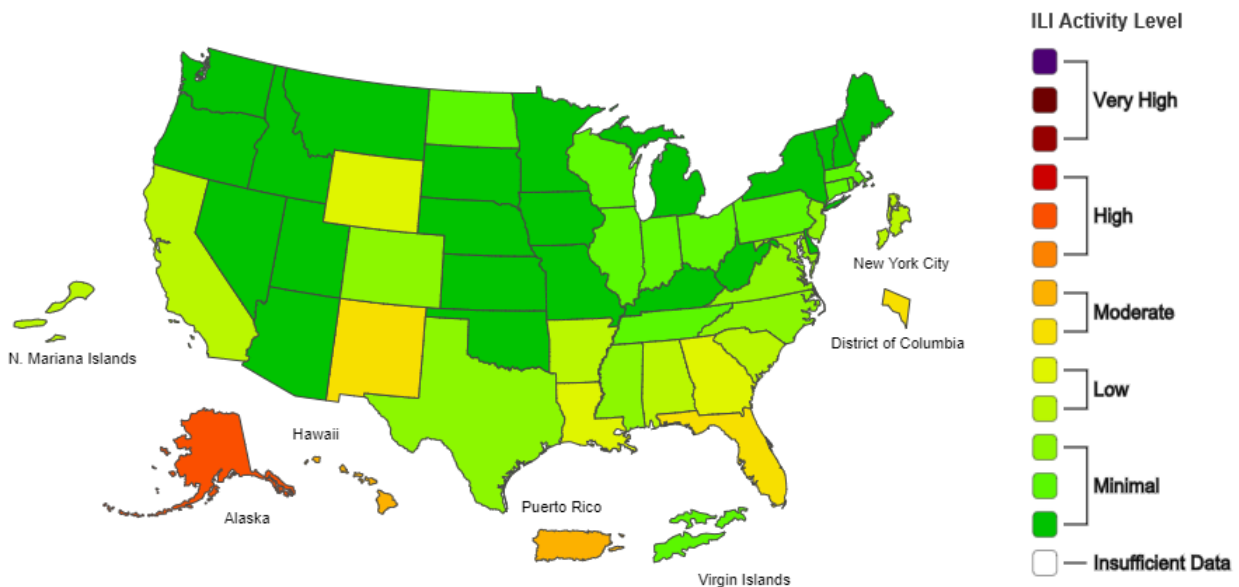 ILI Activity Level
Very High
High
New York City
Moderate
District of Columbia
N. Mariana Islands
Low
Hawaii
Minimal
Puerto Rico
Alaska
Insufficient Data
Virgin Islands